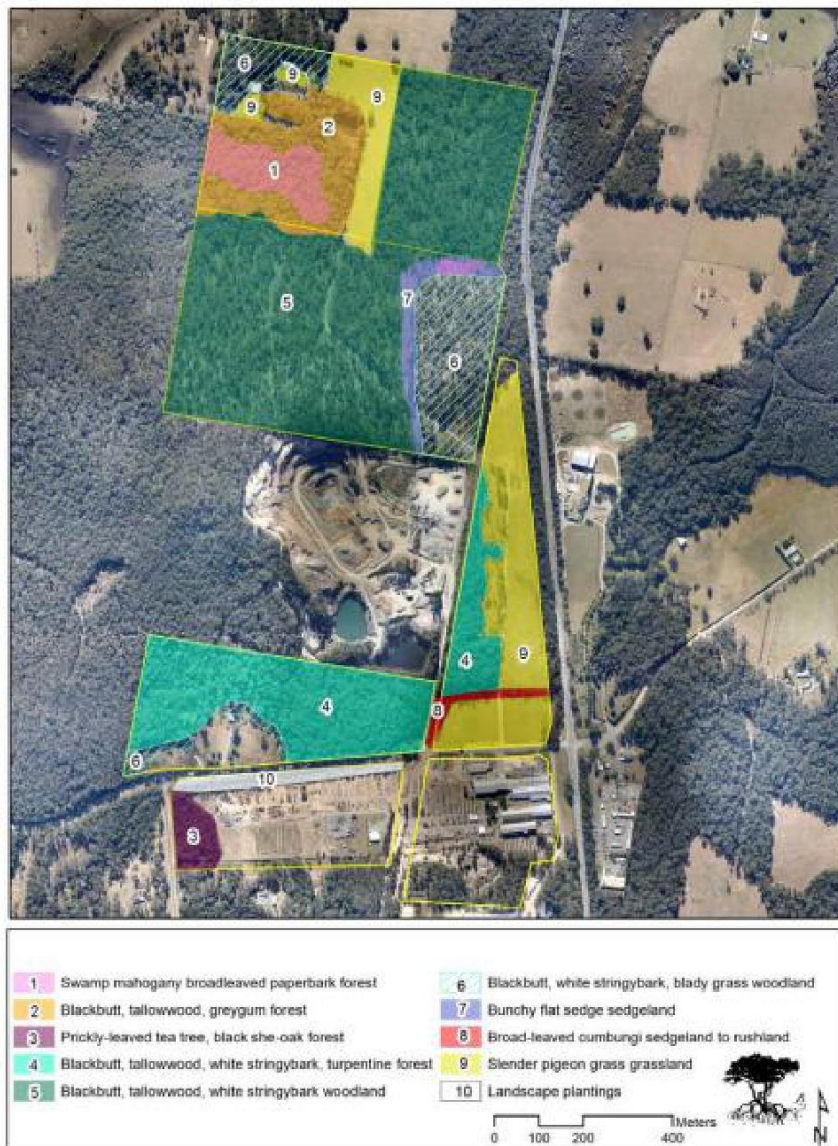 6
9
9
9
2
1
5
7
6
4
9
4
8
6
10
3
1 Swamp mahogany broadleaved paperbark forest
2 Blackbutt, tallowwood, greygum forest
3 Prickly-leaved tea tree, black she-oak forest
4 Blackbutt, tallowwood, white stringybark, turpentine forest
5 Blackbutt, tallowwood, white stringybark woodland
6 Blackbutt, white stringybark, blady grass woodland
7 Bunchy flat sedge sedgeland
8 Broad-leaved cumbungi sedgeland to rushland
9 Slender pigeon grass grassland
10 Landscape plantings
Meters
0 100 200 400
N